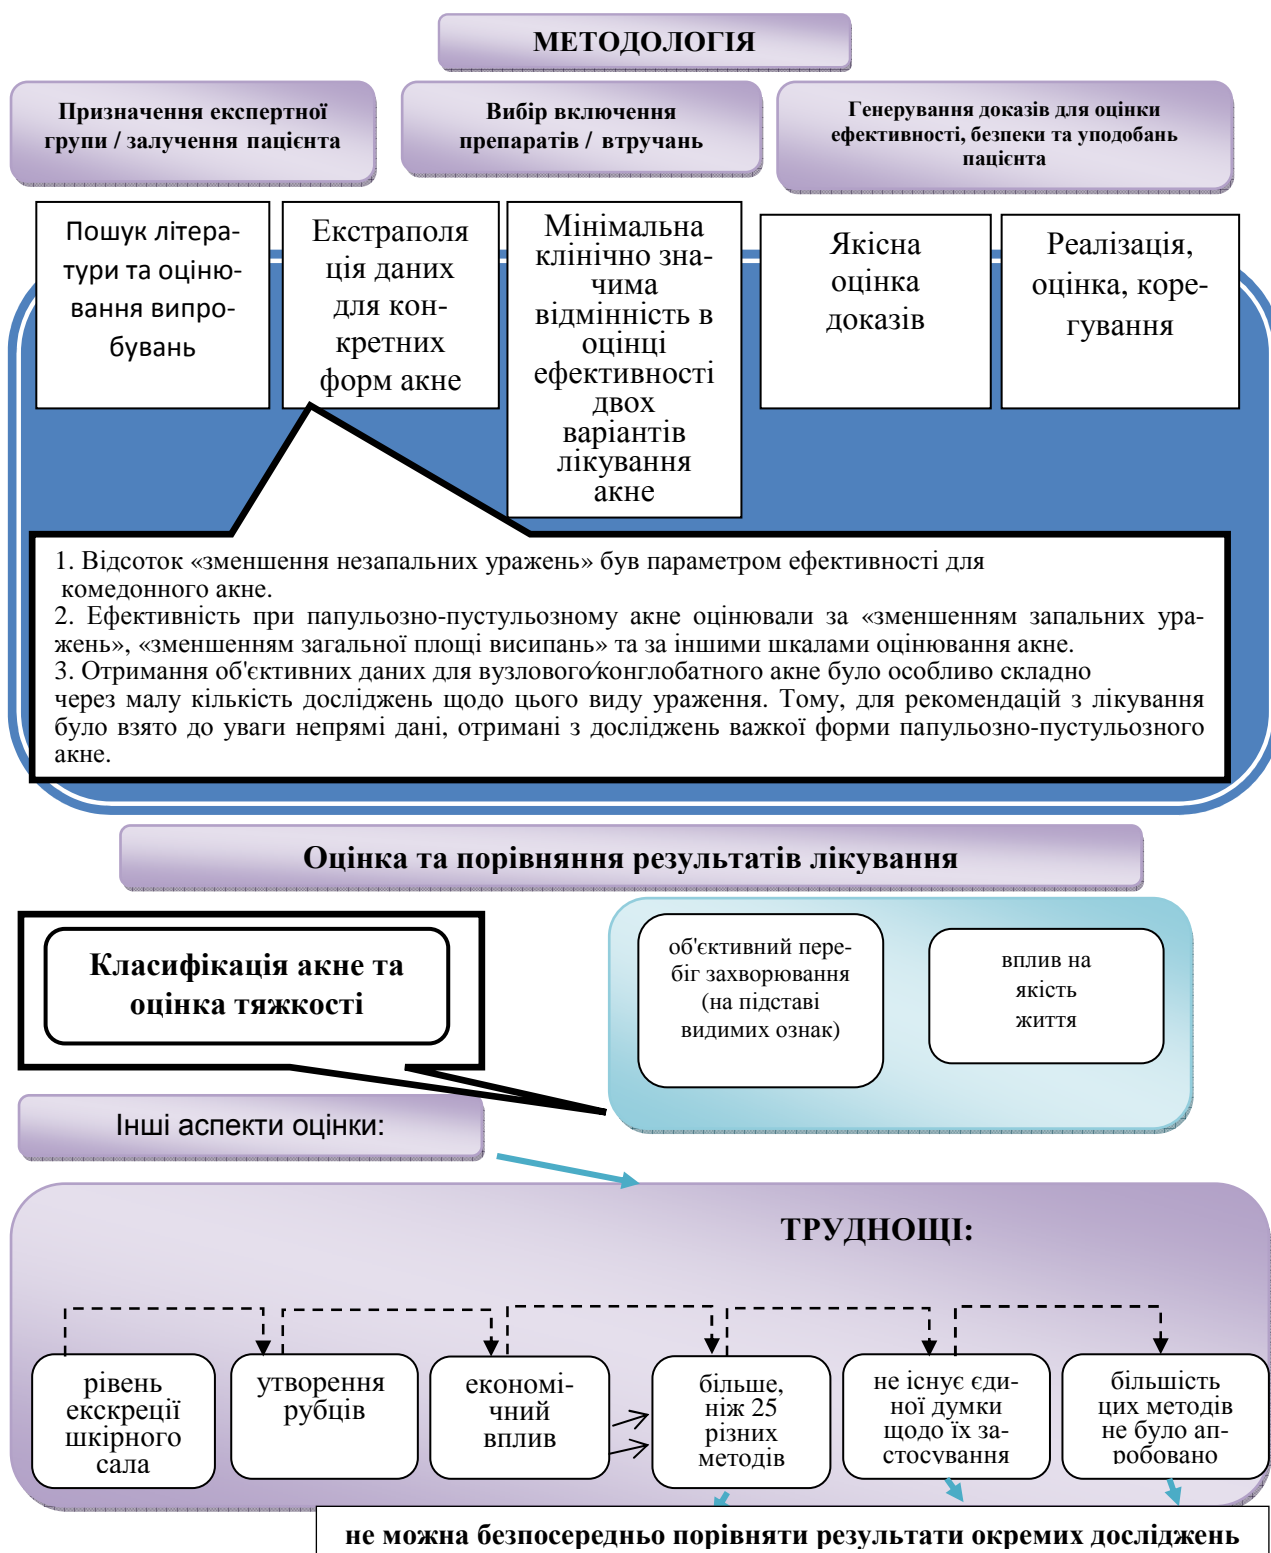 МЕТОДОЛОГІЯ
Призначення експертної
групи / залучення пацієнта
Вибір включення
препаратів / втручань
Генерування доказів для оцінки
ефективності, безпеки та уподобань
пацієнта
Пошук літера-
тури та оціню-
вання випро-
бувань
Екстраполя
ція даних
для кон-
кретних
форм акне
Мінімальна
клінічно зна-
чима
відмінність в
оцінці
ефективності
двох
варіантів
лікування
акне
Якісна
оцінка
доказів
Реалізація,
оцінка, коре-
гування
1. Відсоток «зменшення незапальних уражень» був параметром ефективності для
комедонного акне.
2. Ефективність при папульозно-пустульозному акне оцінювали за «зменшенням запальних ура-
жень», «зменшенням загальної площі висипань» та за іншими шкалами оцінювання акне.
3. Отримання об'єктивних даних для вузлового/конглобатного акне було особливо складно
через малу кількість досліджень щодо цього виду ураження. Тому, для рекомендацій з лікування
було взято до уваги непрямі дані, отримані з досліджень важкої форми папульозно-пустульозного
акне.
Оцінка та порівняння результатів лікування
Класифікація акне та
оцінка тяжкості
об'єктивний пере-
біг захворювання
(на підставі
видимих ознак)
вплив на
якість
життя
Інші аспекти оцінки:
ТРУДНОЩІ:
рівень
екскреції
шкірного
сала
утворення
рубців
економі-
чний
вплив
більше,
ніж 25
різних
методів
не існує єди-
ної думки
щодо їх за-
стосування
більшість
цих методів
не було ап-
робовано
не можна безпосередньо порівняти результати окремих досліджень